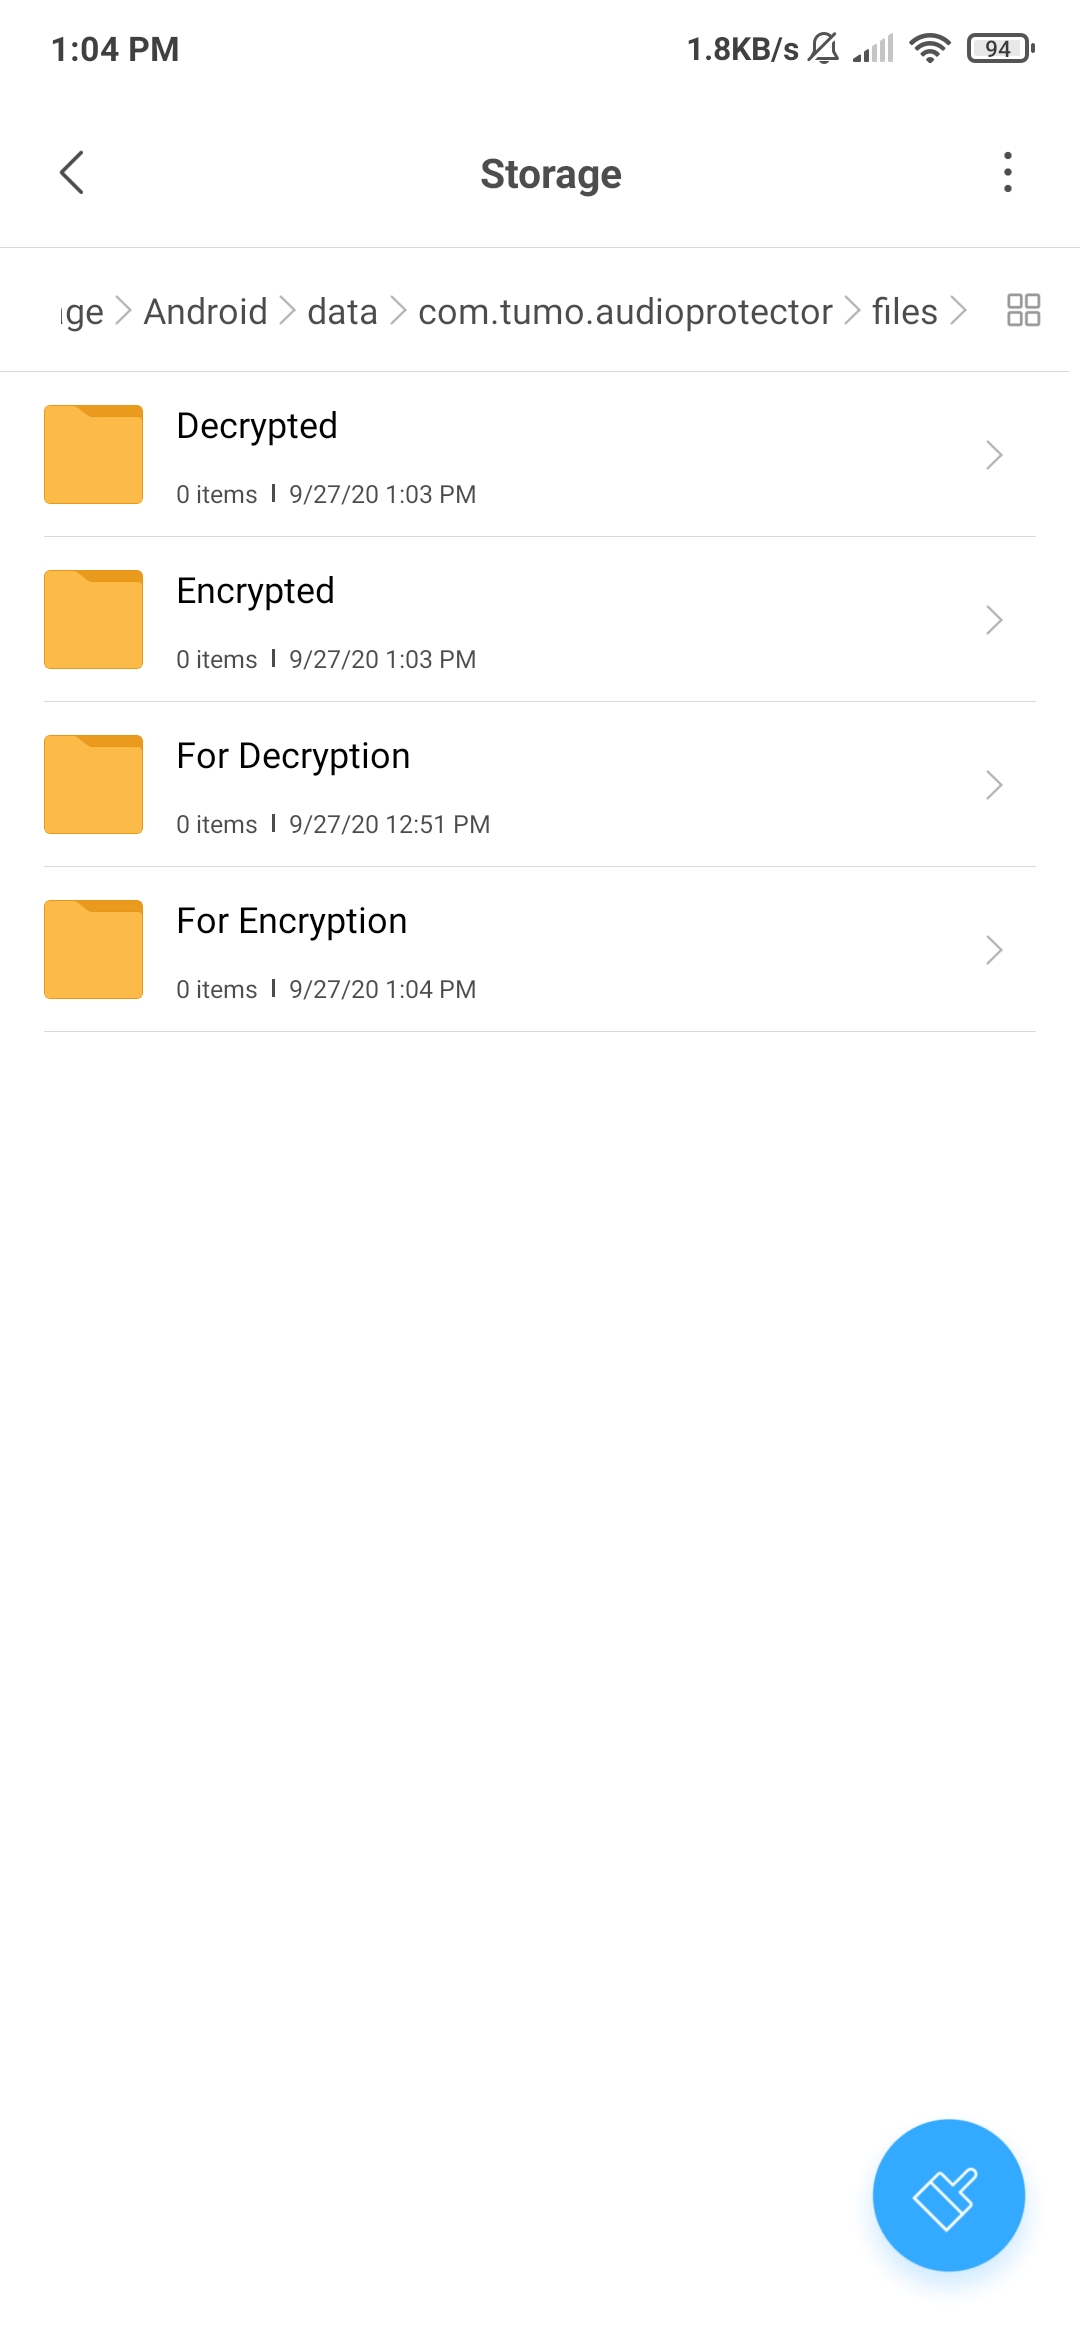 1:04 PM 1.8KB/s 94
Storage
ge Android data com.tumo.audioprotector files
Decrypted
0 items | 9/27/20 1:03 PM
Encrypted
0 items | 9/27/20 1:03 PM
For Decryption
0 items | 9/27/20 12:51 PM
For Encryption
0 items | 9/27/20 1:04 PM